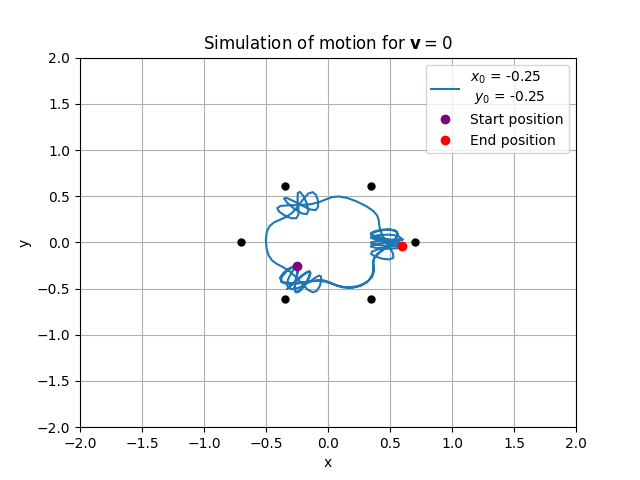 Simulation of motion for v = 0
x₀ = -0.25
y₀ = -0.25
Start position
End position
2.0
1.5
1.0
0.5
0.0
−0.5
−1.0
−1.5
−2.0
y
−2.0 −1.5 −1.0 −0.5 0.0 0.5 1.0 1.5 2.0
x